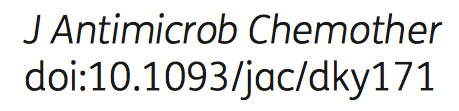 J Antimicrob Chemother
doi:10.1093/jac/dky171